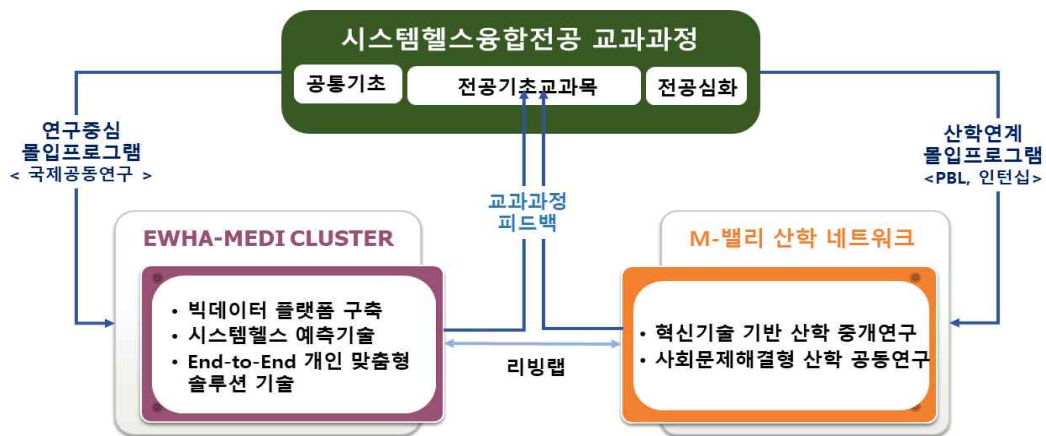 시스템헬스융합전공 교과과정
공통기초
전공기초교과목
전공심화
연구중심
몰입프로그램
< 국제공동연구 >
산학연계
몰입프로그램
<PBL, 인턴십>
교과과정
피드백
EWHA-MEDI CLUSTER
• 빅데이터 플랫폼 구축
• 시스템헬스 예측기술
• End-to-End 개인 맞춤형
솔루션 기술
리빙랩
M-밸리 산학 네트워크
• 혁신기술 기반 산학 중개연구
• 사회문제해결형 산학 공동연구